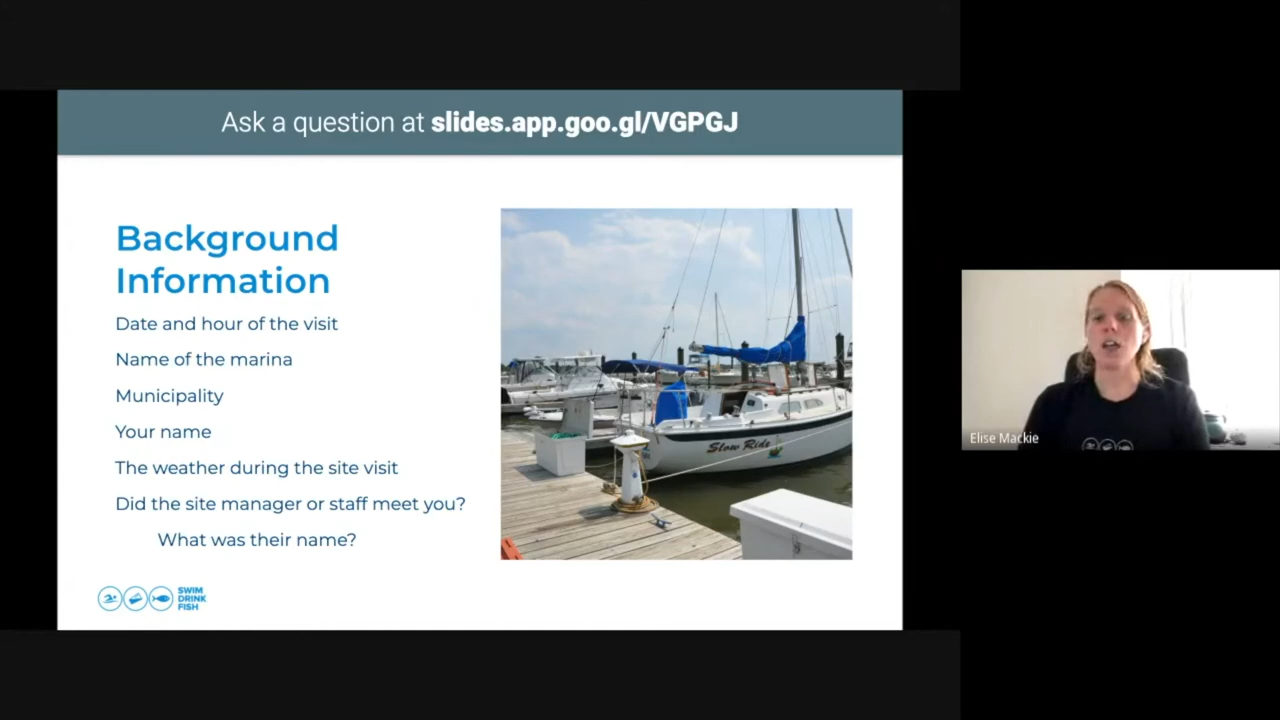 Ask a question at slides.app.goo.gl/VGPGJ
Background
Information
Date and hour of the visit
Name of the marina
Municipality
Your name
The weather during the site visit
Did the site manager or staff meet you?
What was their name?
Slow Ride
SWIM
DRINK
FISH
Elise Mackie